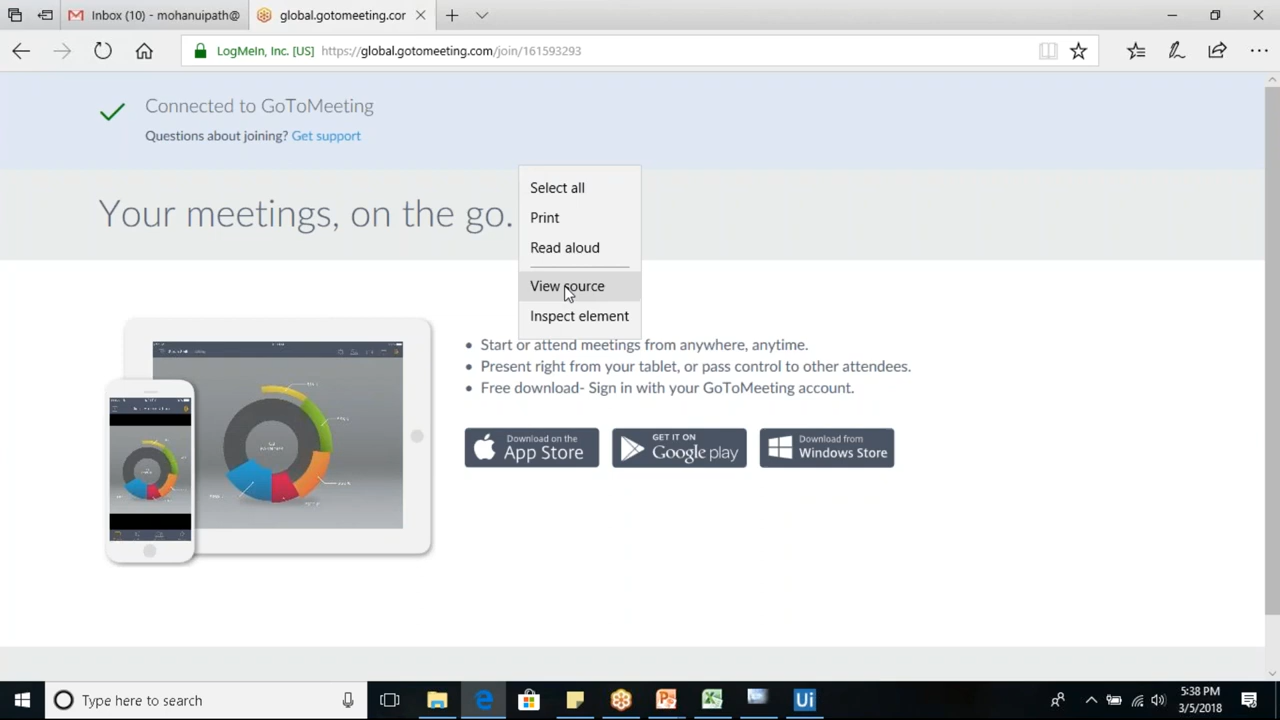 Inbox (10) - mohanuipath@
global.gotomeeting.cor
LogMeIn, Inc. [US] https://global.gotomeeting.com/join/161593293
Connected to GoToMeeting
Questions about joining? Get support
Your meetings, on the go.
Select all
Print
Read aloud
View source
Inspect element
• Start or attend meetings from anywhere, anytime.
• Present right from your tablet, or pass control to other attendees.
• Free download- Sign in with your GoToMeeting account.
Download on the
App Store
GET IT ON
Google play
Download from
Windows Store
Type here to search
Ui
5:38 PM
3/5/2018